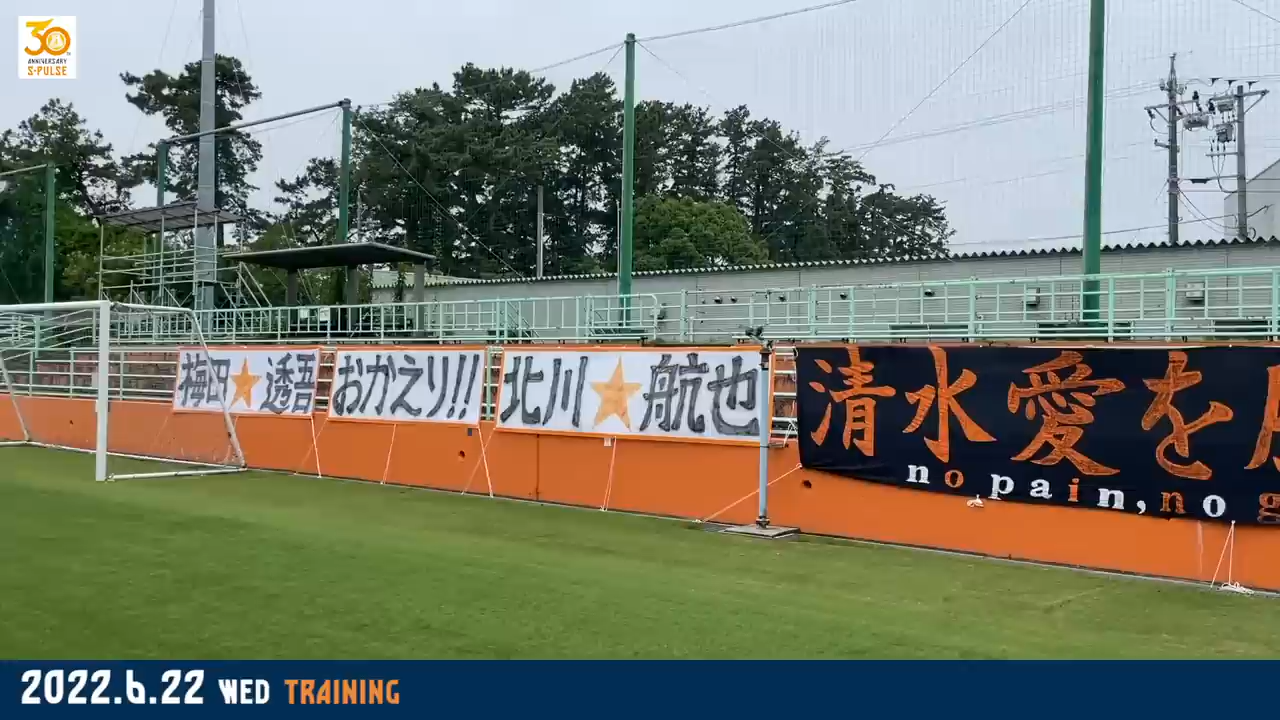 30th
ANNIVERSARY
S-PULSE
梅田★透吾
おかえり!!
北川★航也
清水愛を
no pain, no g
2022.6.22 WED TRAINING